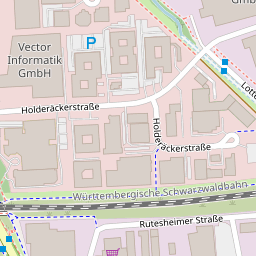 Vector
Informatik
GmbH
P
Holderäckerstraße
Holderäckerstraße
Württembergische Schwarzwaldbahn
Rutesheimer Straße